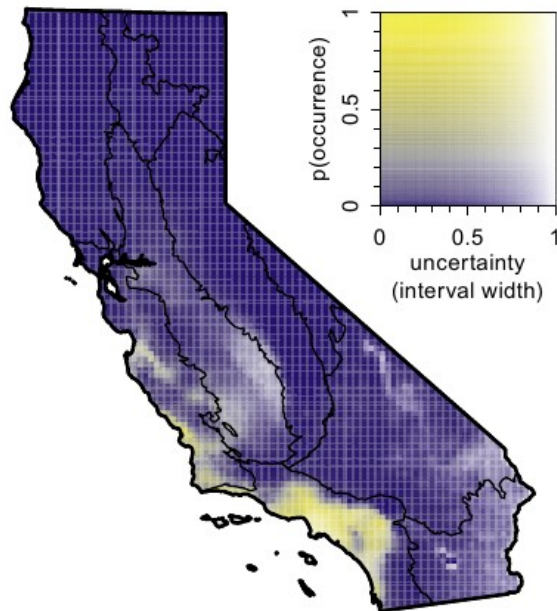 1
0.5
0
p(occurrence)
0 0.5 1
uncertainty
(interval width)